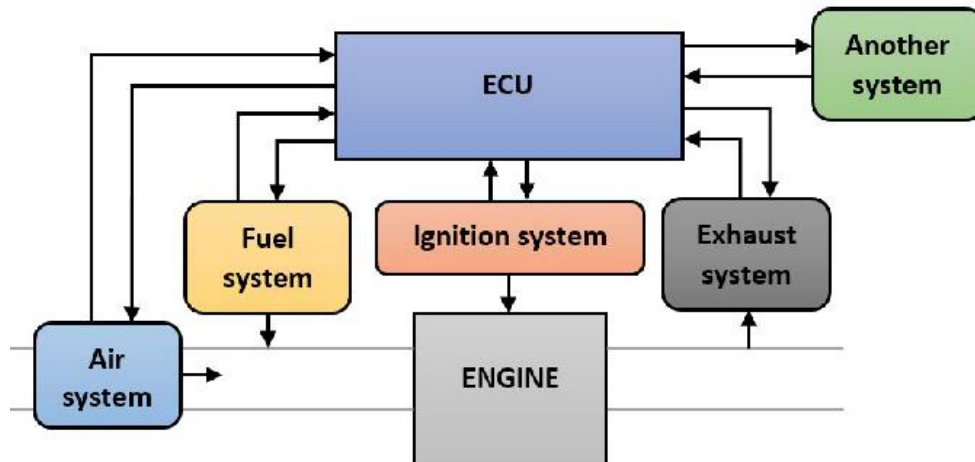 ECU
Another
system
Fuel
system
Ignition system
Exhaust
system
Air
system
ENGINE